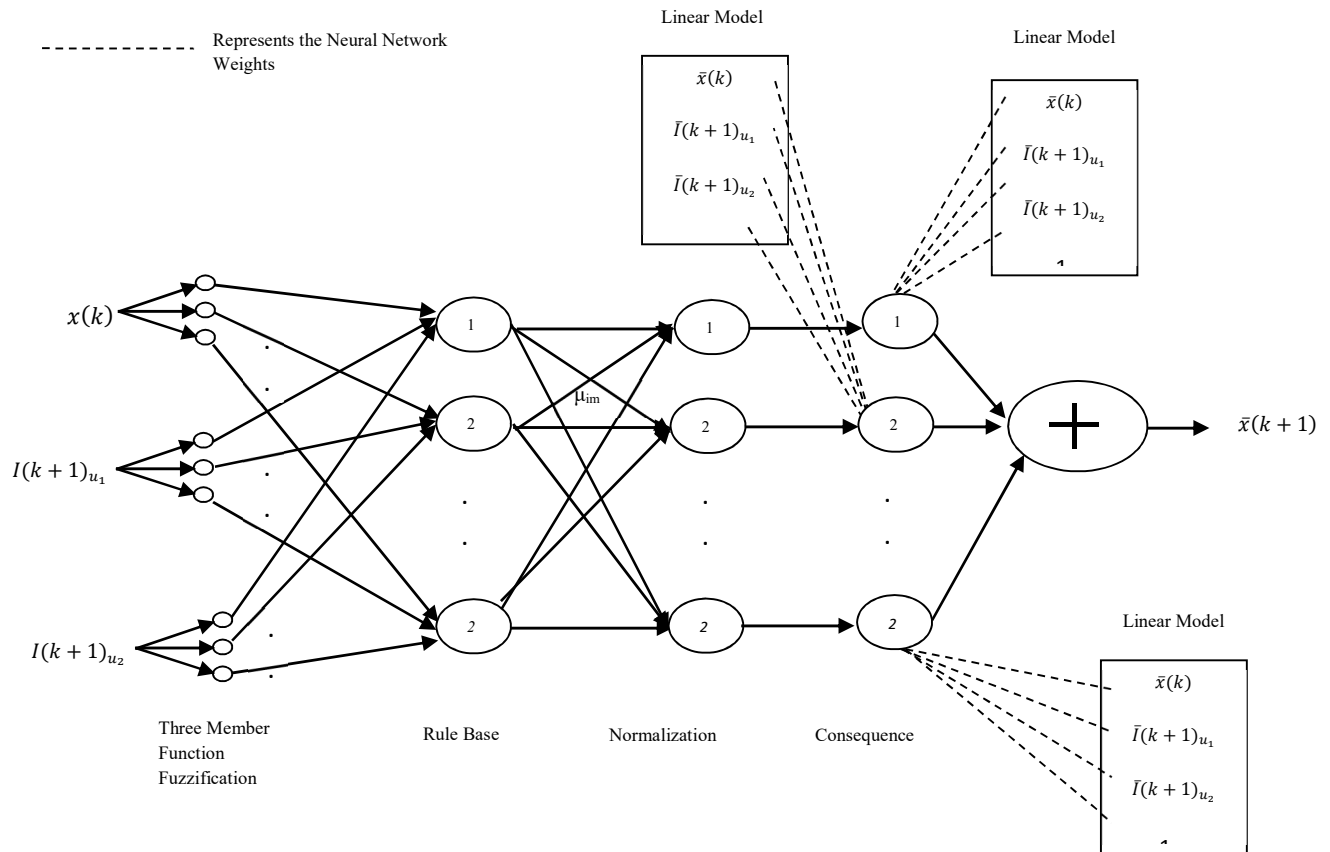 Linear Model
Represents the Neural Network
Weights
Linear Model
x̄(k)
Ī(k + 1)u₁
Ī(k + 1)u₂
x̄(k)
Ī(k + 1)u₁
Ī(k + 1)u₂
x(k)
I(k + 1)u₁
I(k + 1)u₂
1
2
2
μim
1
2
2
1
2
2
x̄(k+1)
Linear Model
x̄(k)
Ī(k + 1)u₁
Ī(k + 1)u₂
Three Member
Function
Fuzzification
Rule Base
Normalization
Consequence